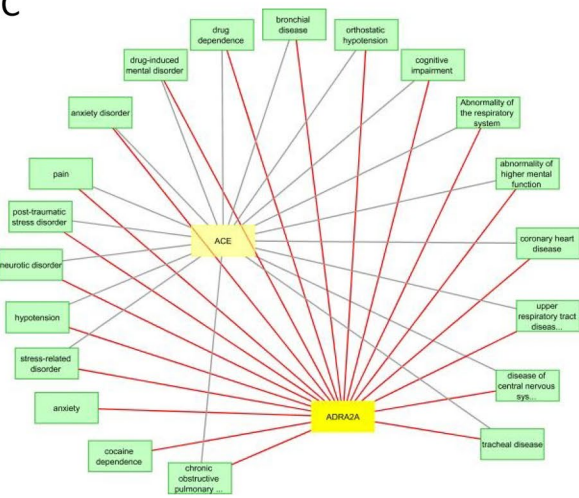 C
bronchial
disease
drug
dependence
orthostatic
hypotension
drug-induced
mental disorder
cognitive
impairment
anxiety disorder
Abnormality of
the respiratory
system
pain
abnormality of
higher mental
function
post-traumatic
stress disorder
ACE
coronary heart
disease
neurotic disorder
hypotension
upper
respiratory tract
diseas...
stress-related
disorder
disease of
central nervous
sys...
anxiety
ADRA2A
tracheal disease
cocaine
dependence
chronic
obstructive
pulmonary ...